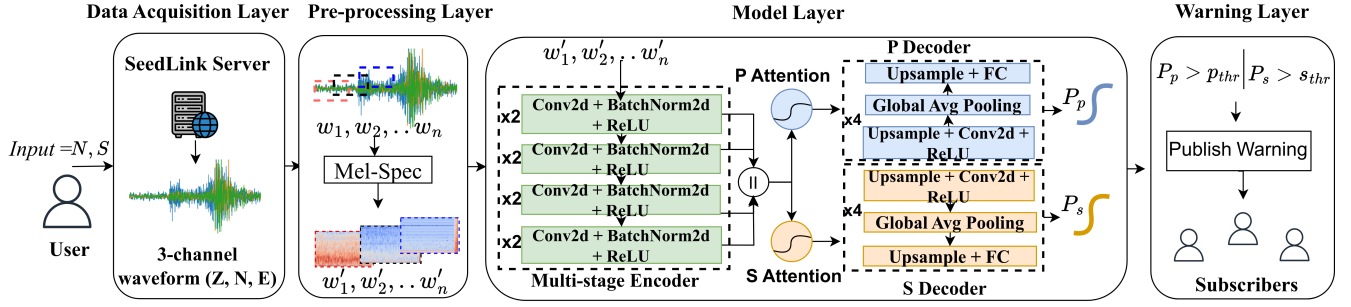 Data Acquisition Layer
Pre-processing Layer
Model Layer
Warning Layer
Input =N, S
User
SeedLink Server
3-channel
waveform (Z, N, E)
w₁, w₂, . . wₙ
Mel-Spec
w′₁, w′₂, . . w′ₙ
w′₁, w′₂, . . w′ₙ
x2
Conv2d + BatchNorm2d
+ ReLU
x2
Conv2d + BatchNorm2d
+ ReLU
x2
Conv2d + BatchNorm2d
+ ReLU
x2
Conv2d + BatchNorm2d
+ ReLU
Multi-stage Encoder
||
P Attention
S Attention
P Decoder
Upsample + FC
Global Avg Pooling
x4
Upsample + Conv2d +
ReLU
Upsample + Conv2d +
ReLU
x4
Global Avg Pooling
Upsample + FC
S Decoder
Pₚ
Pₛ
Pₚ > pₜₕᵣ | Pₛ > sₜₕᵣ
Publish Warning
Subscribers